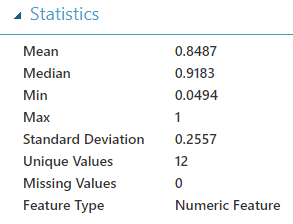 Statistics
Mean 0.8487
Median 0.9183
Min 0.0494
Max 1
Standard Deviation 0.2557
Unique Values 12
Missing Values 0
Feature Type Numeric Feature